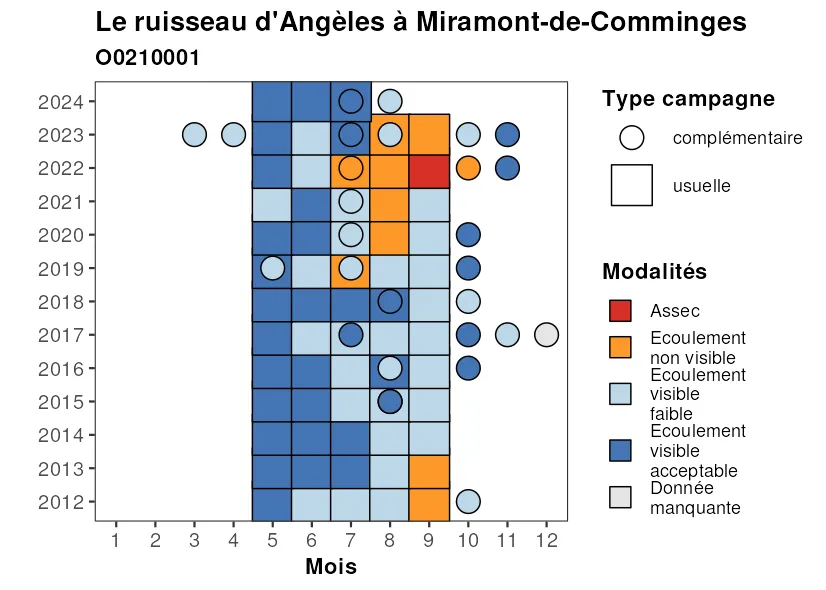 Le ruisseau d'Angèles à Miramont-de-Comminges
O0210001
2024
2023
2022
2021
2020
2019
2018
2017
2016
2015
2014
2013
2012
1 2 3 4 5 6 7 8 9 10 11 12
Mois
Type campagne
complémentaire
usuelle
Modalités
Assec
Ecoulement
non visible
Ecoulement
visible
faible
Ecoulement
visible
acceptable
Donnée
manquante